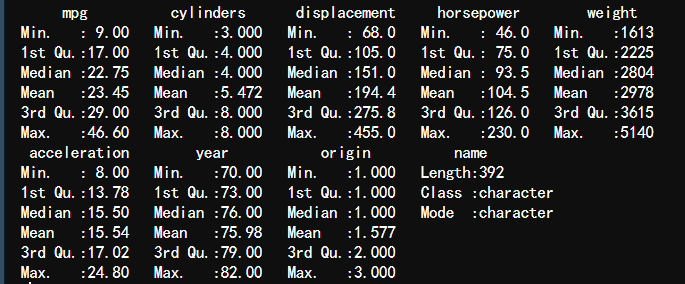 mpg          cylinders      displacement     horsepower        weight
 Min.   : 9.00   Min.   :3.000   Min.   : 68.0   Min.   : 46.0   Min.   :1613
 1st Qu.:17.00   1st Qu.:4.000   1st Qu.:105.0   1st Qu.: 75.0   1st Qu.:2225
 Median :22.75   Median :4.000   Median :151.0   Median : 93.5   Median :2804
 Mean   :23.45   Mean   :5.472   Mean   :194.4   Mean   :104.5   Mean   :2978
 3rd Qu.:29.00   3rd Qu.:8.000   3rd Qu.:275.8   3rd Qu.:126.0   3rd Qu.:3615
 Max.   :46.60   Max.   :8.000   Max.   :455.0   Max.   :230.0   Max.   :5140
  acceleration        year           origin          name
 Min.   : 8.00   Min.   :70.00   Min.   :1.000   Length:392
 1st Qu.:13.78   1st Qu.:73.00   1st Qu.:1.000   Class :character
 Median :15.50   Median :76.00   Median :1.000   Mode  :character
 Mean   :15.54   Mean   :75.98   Mean   :1.577
 3rd Qu.:17.02   3rd Qu.:79.00   3rd Qu.:2.000
 Max.   :24.80   Max.   :82.00   Max.   :3.000